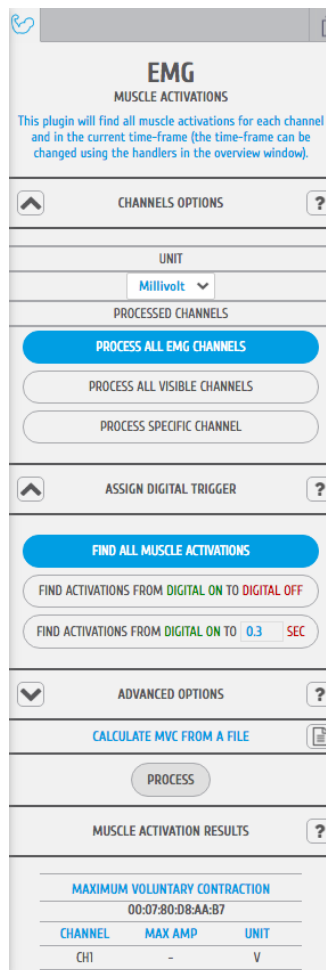 EMG
MUSCLE ACTIVATIONS
This plugin will find all muscle activations for each channel
and in the current time-frame (the time-frame can be
changed using the handlers in the overview window).
CHANNELS OPTIONS ?
UNIT
Millivolt
PROCESSED CHANNELS
PROCESS ALL EMG CHANNELS
PROCESS ALL VISIBLE CHANNELS
PROCESS SPECIFIC CHANNEL
ASSIGN DIGITAL TRIGGER ?
FIND ALL MUSCLE ACTIVATIONS
FIND ACTIVATIONS FROM DIGITAL ON TO DIGITAL OFF
FIND ACTIVATIONS FROM DIGITAL ON TO 0.3 SEC
ADVANCED OPTIONS ?
CALCULATE MVC FROM A FILE
PROCESS
MUSCLE ACTIVATION RESULTS ?
MAXIMUM VOLUNTARY CONTRACTION
00:07:80:D8:AA:B7
CHANNEL MAX AMP UNIT
CH1 - V